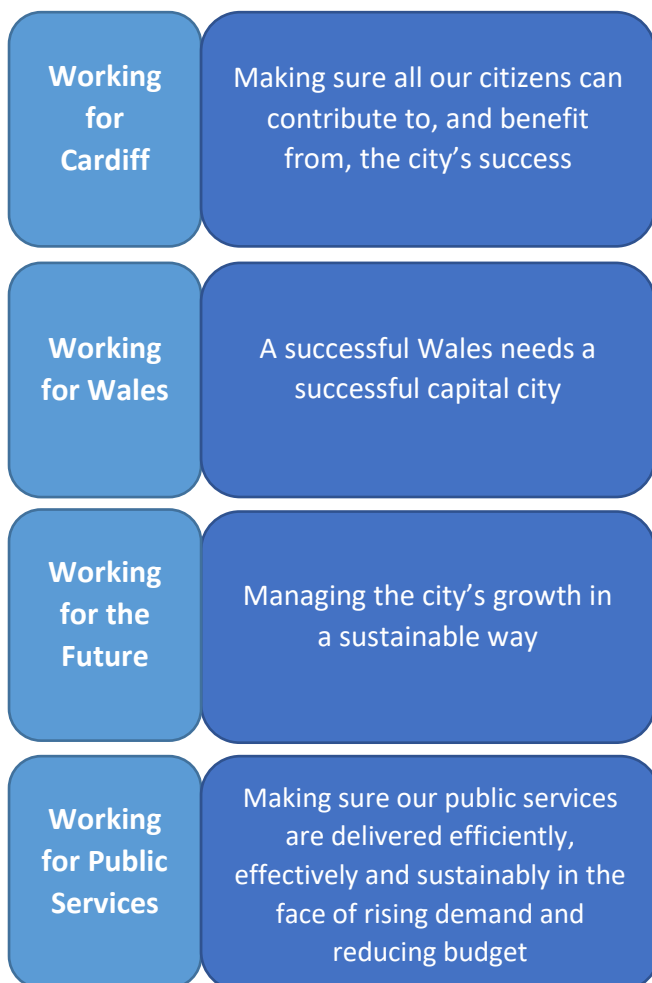 Working
for
Cardiff
Making sure all our citizens can
contribute to, and benefit
from, the city’s success
Working
for Wales
A successful Wales needs a
successful capital city
Working
for the
Future
Managing the city’s growth in
a sustainable way
Working
for Public
Services
Making sure our public services
are delivered efficiently,
effectively and sustainably in the
face of rising demand and
reducing budget